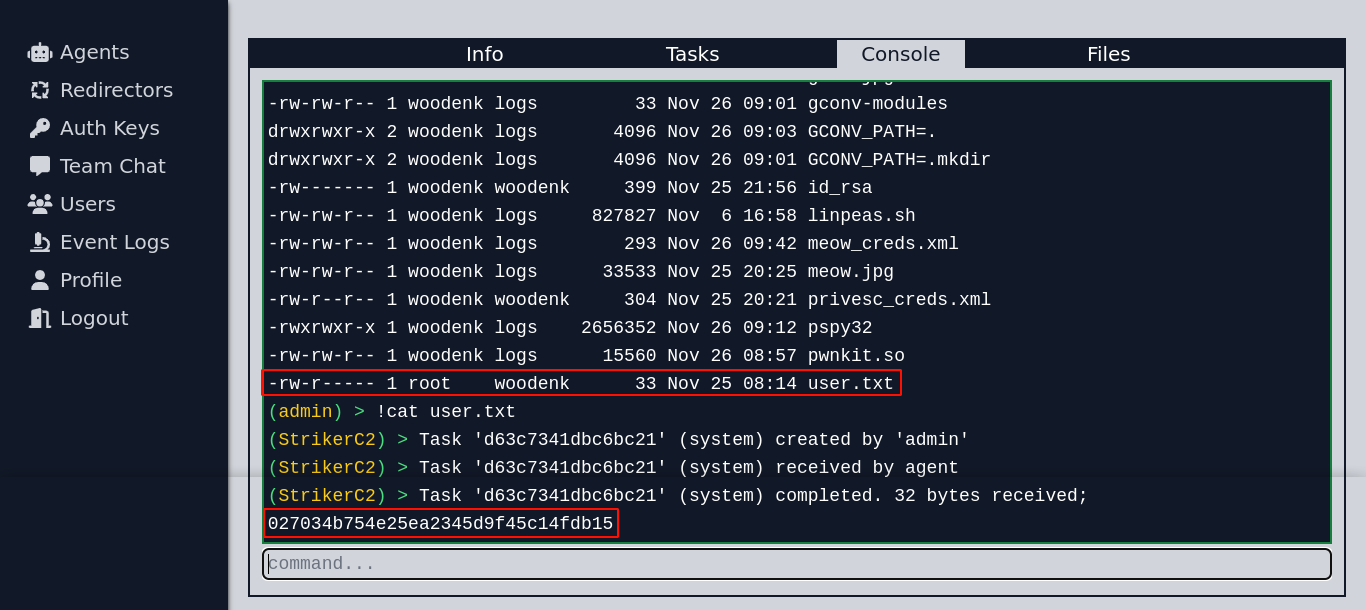 Agents
Redirectors
Auth Keys
Team Chat
Users
Event Logs
Profile
Logout
Info Tasks Console Files
-rw-rw-r-- 1 woodenk logs 33 Nov 26 09:01 gconv-modules
drwxrwxr-x 2 woodenk logs 4096 Nov 26 09:03 GCONV_PATH=.
drwxrwxr-x 2 woodenk logs 4096 Nov 26 09:01 GCONV_PATH=.mkdir
-rw------- 1 woodenk woodenk 399 Nov 25 21:56 id_rsa
-rw-rw-r-- 1 woodenk logs 827827 Nov  6 16:58 linpeas.sh
-rw-rw-r-- 1 woodenk logs 293 Nov 26 09:42 meow_creds.xml
-rw-rw-r-- 1 woodenk logs 33533 Nov 25 20:25 meow.jpg
-rw-r--r-- 1 woodenk woodenk 304 Nov 25 20:21 privesc_creds.xml
-rwxrwxr-x 1 woodenk logs 2656352 Nov 26 09:12 pspy32
-rw-rw-r-- 1 woodenk logs 15560 Nov 26 08:57 pwnkit.so
-rw-r----- 1 root woodenk 33 Nov 25 08:14 user.txt
(admin) > !cat user.txt
(StrikerC2) > Task 'd63c7341dbc6bc21' (system) created by 'admin'
(StrikerC2) > Task 'd63c7341dbc6bc21' (system) received by agent
(StrikerC2) > Task 'd63c7341dbc6bc21' (system) completed. 32 bytes received;
027034b754e25ea2345d9f45c14fdb15
command...